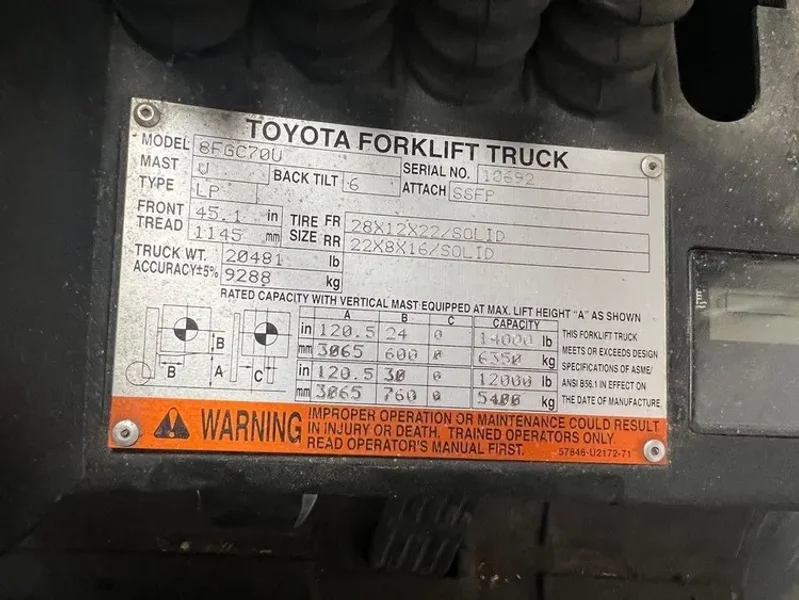 TOYOTA FORKLIFT TRUCK
MODEL 8FGC70U SERIAL NO. 10692
MAST V BACK TILT 6 ATTACH SSFP
TYPE LP
FRONT TREAD 45.1 in 1145 mm
TIRE SIZE FR 28X12X22/SOLID
RR 22X8X16/SOLID
TRUCK WT. 20481 lb
ACCURACY±5% 9288 kg
RATED CAPACITY WITH VERTICAL MAST EQUIPPED AT MAX. LIFT HEIGHT "A" AS SHOWN
A B C CAPACITY
in 120.5 24 0 14000 lb
mm 3065 600 0 6350 kg
in 120.5 30 0 12000 lb
mm 3065 760 0 5400 kg
B
B A C
THIS FORKLIFT TRUCK
MEETS OR EXCEEDS DESIGN
SPECIFICATIONS OF ASME/
ANSI B56.1 IN EFFECT ON
THE DATE OF MANUFACTURE
WARNING
IMPROPER OPERATION OR MAINTENANCE COULD RESULT
IN INJURY OR DEATH. TRAINED OPERATORS ONLY.
READ OPERATOR'S MANUAL FIRST.
57846-U2172-71